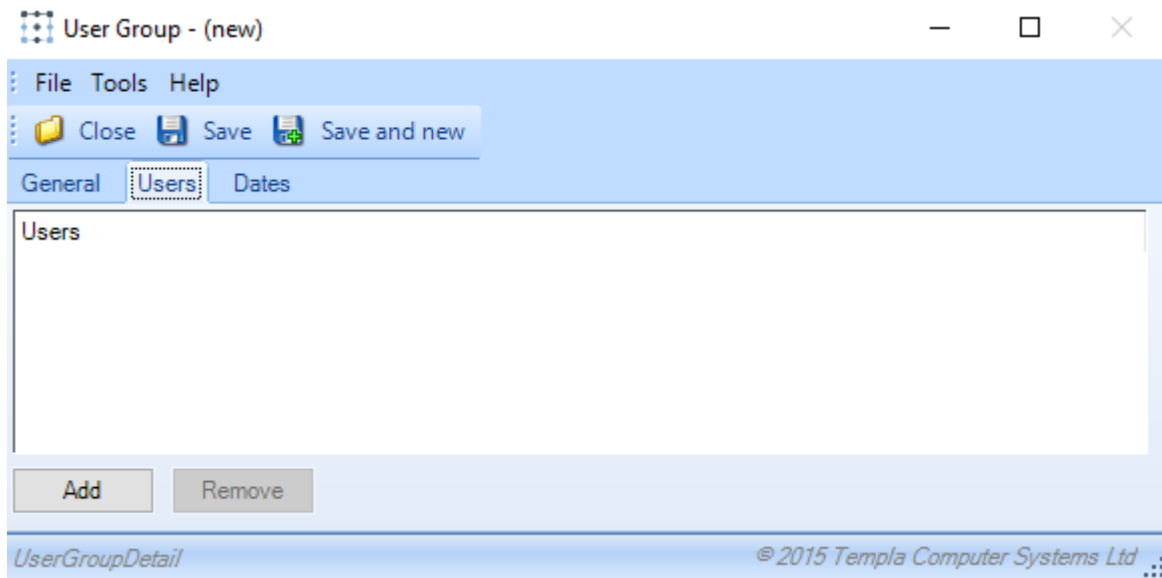 User Group - (new)
File Tools Help
Close Save Save and new
General Users Dates
Users
Add Remove
UserGroupDetail © 2015 Templa Computer Systems Ltd